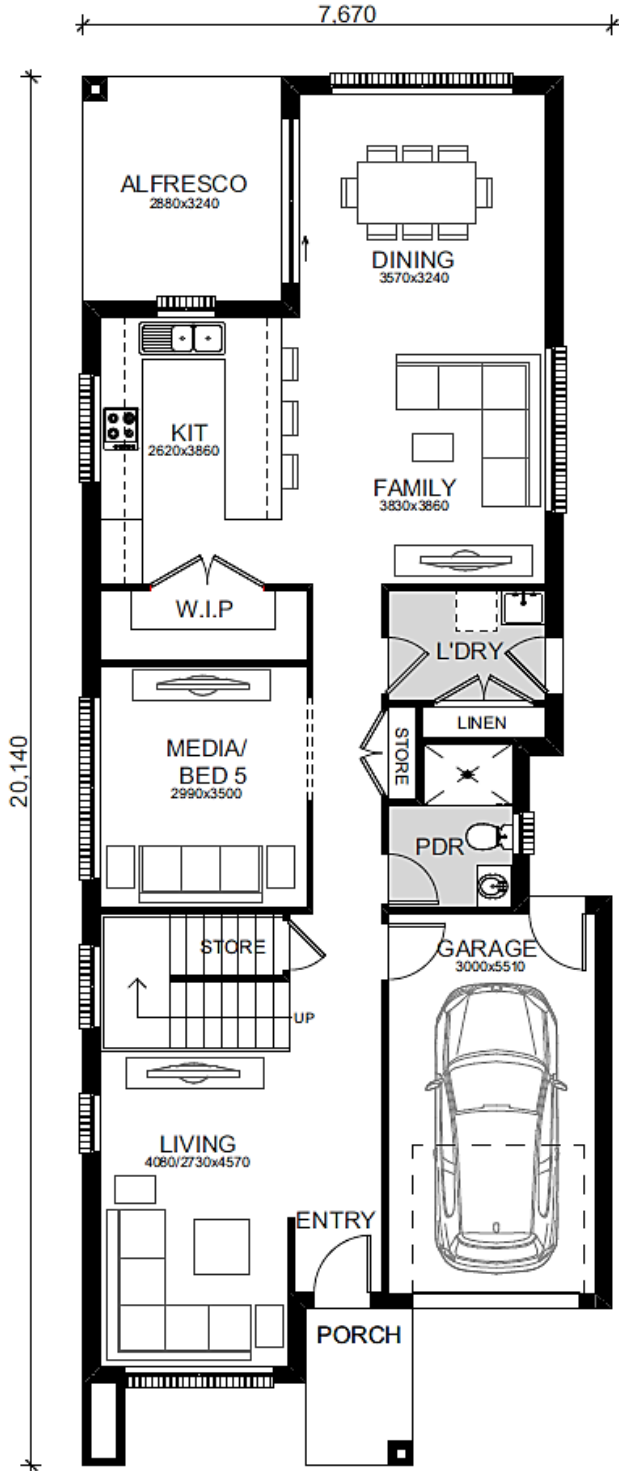 7,670
ALFRESCO
2880x3240
DINING
3570x3240
KIT
2620x3860
FAMILY
3830x3860
W.I.P
L'DRY
LINEN
STORE
MEDIA/
BED 5
2990x3500
20,140
PDR
STORE
GARAGE
3000x5510
UP
LIVING
4080/2730x4570
ENTRY
PORCH